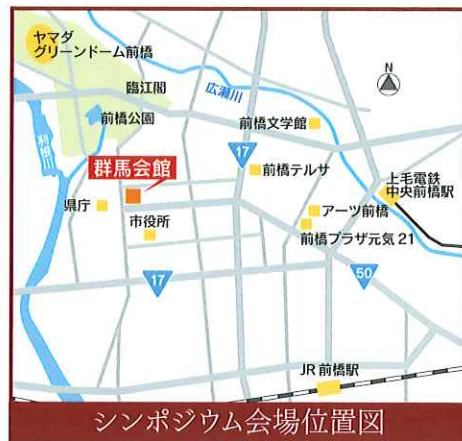 ヤマダ
グリーンドーム前橋
臨江閣
広瀬川
N
前橋公園
前橋文学館
利根川
17
群馬会館
前橋テルサ
上毛電鉄
中央前橋駅
県庁
アーツ前橋
市役所
前橋プラザ元気21
17
50
JR前橋駅
シンポジウム会場位置図